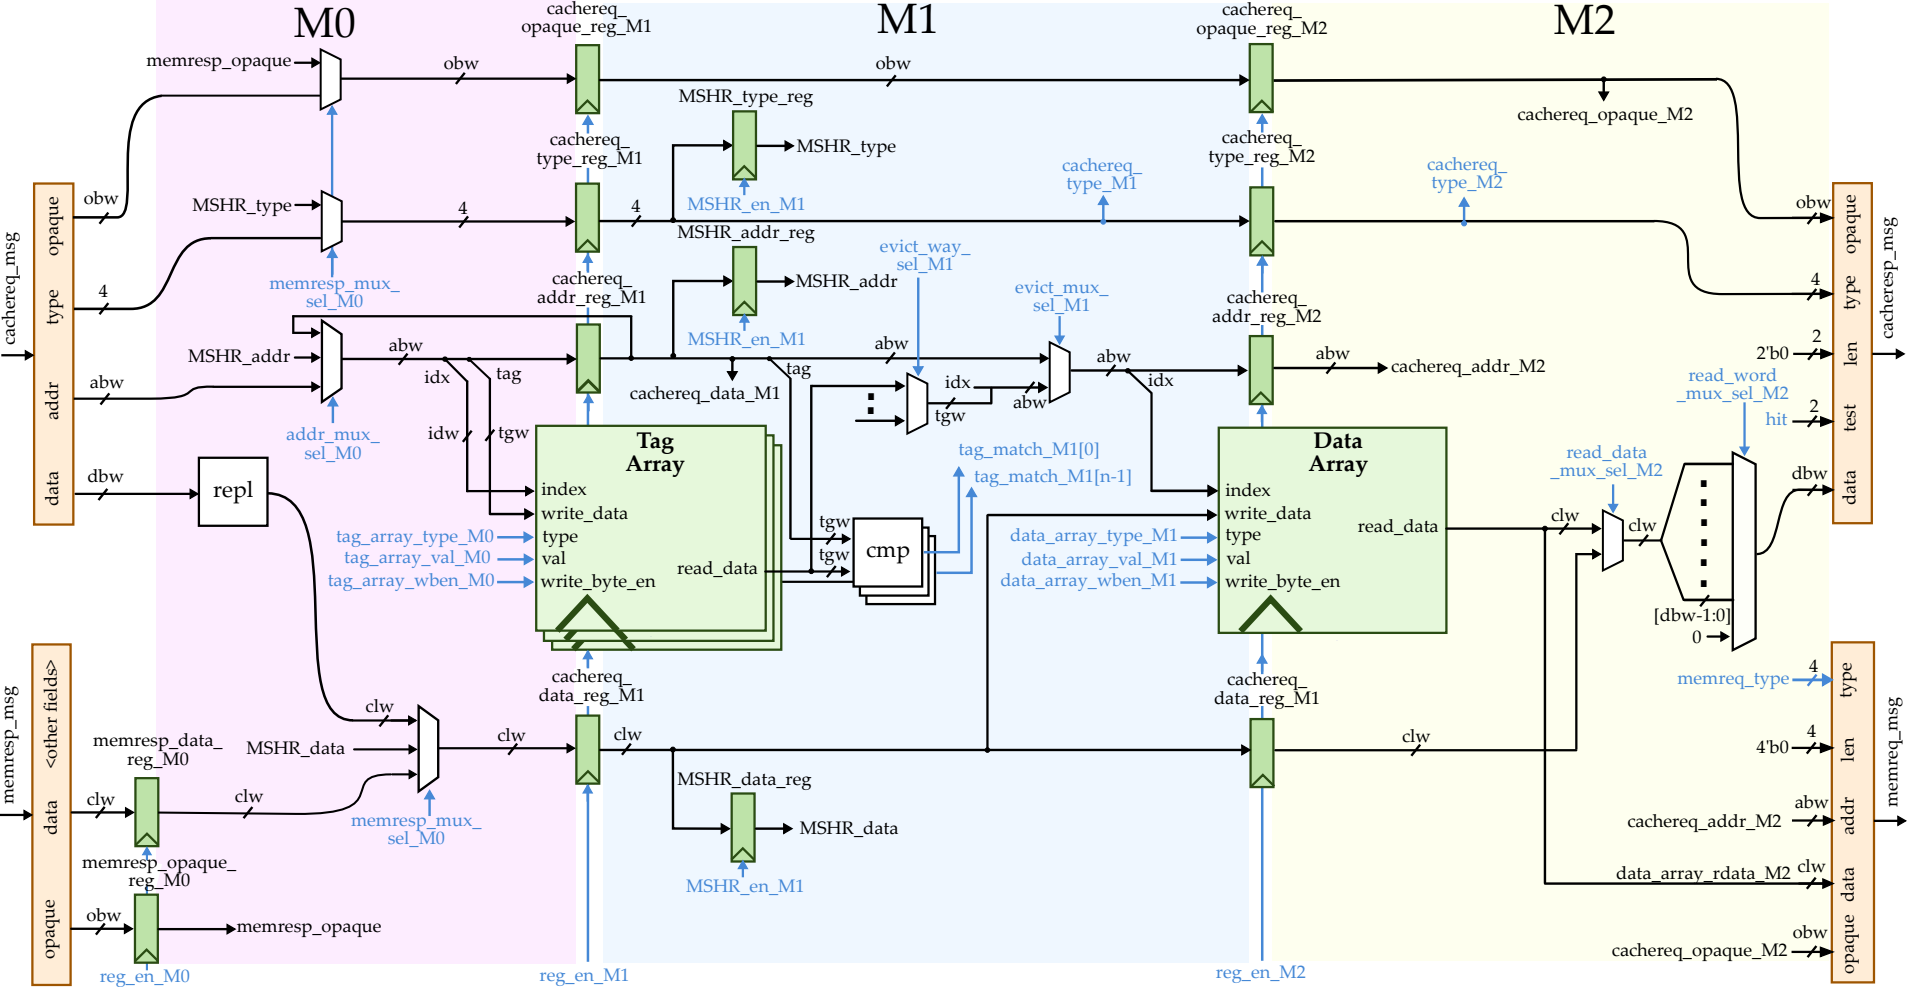 M0
M1
M2
cachereq_
opaque_reg_M1
cachereq_
opaque_reg_M2
memresp_opaque
obw
obw
cachereq_opaque_M2
MSHR_type_reg
MSHR_type
MSHR_en_M1
cachereq_
type_reg_M1
cachereq_
type_reg_M2
cachereq_
type_M1
cachereq_
type_M2
cachereq_msg
opaque
type
addr
data
obw
4
abw
dbw
MSHR_type
4
4
memresp_mux_
sel_M0
MSHR_addr_reg
MSHR_addr
MSHR_en_M1
cachereq_
addr_reg_M1
cachereq_
addr_reg_M2
evict_way_
sel_M1
evict_mux_
sel_M1
MSHR_addr
abw
idx
tag
addr_mux_
sel_M0
idw
tgw
cachereq_data_M1
tag
abw
idx
tgw
abw
abw
idx
abw
cachereq_addr_M2
repl
Tag
Array
index
write_data
type
val
write_byte_en
read_data
tag_array_type_M0
tag_array_val_M0
tag_array_wben_M0
tgw
tgw
cmp
tag_match_M1[0]
tag_match_M1[n-1]
Data
Array
index
write_data
type
val
write_byte_en
read_data
data_array_type_M1
data_array_val_M1
data_array_wben_M1
clw
read_data
_mux_sel_M2
clw
read_word
_mux_sel_M2
[dbw-1:0]
0
dbw
obw
4
2'b0
2
hit
2
opaque
type
len
test
data
cacheresp_msg
memresp_msg
<other fields>
data
opaque
clw
obw
memresp_data_
reg_M0
memresp_opaque_
reg_M0
reg_en_M0
memresp_opaque
clw
MSHR_data
clw
memresp_mux_
sel_M0
clw
cachereq_
data_reg_M1
clw
MSHR_data_reg
MSHR_data
MSHR_en_M1
reg_en_M1
cachereq_
data_reg_M1
clw
reg_en_M2
memreq_type
4
4'b0
4
cachereq_addr_M2
abw
data_array_rdata_M2
clw
cachereq_opaque_M2
obw
type
len
addr
data
opaque
memreq_msg